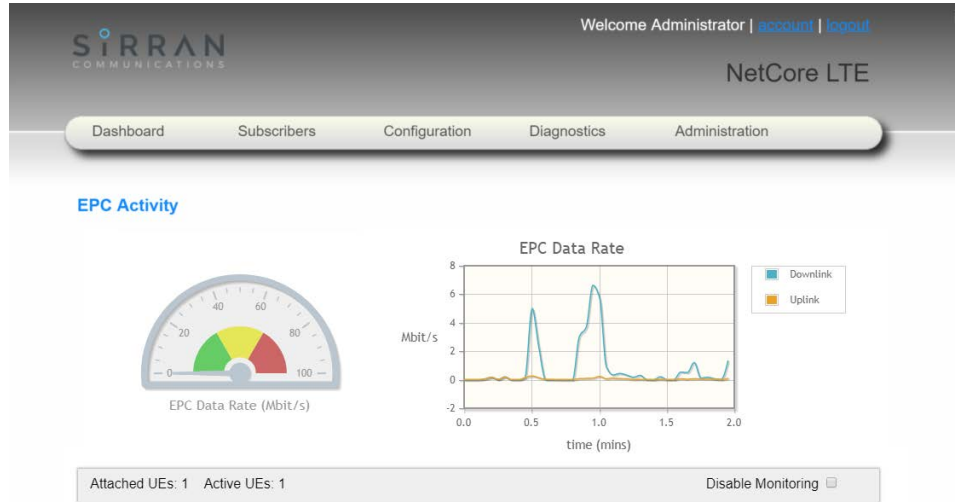 Welcome Administrator | account | logout
SIRRAN
COMMUNICATIONS
NetCore LTE
Dashboard Subscribers Configuration Diagnostics Administration
EPC Activity
0 20 40 60 80 100
EPC Data Rate (Mbit/s)
EPC Data Rate
8
6
4
2
0
-2
Mbit/s
0.0 0.5 1.0 1.5 2.0
time (mins)
Downlink
Uplink
Attached UEs: 1 Active UEs: 1 Disable Monitoring